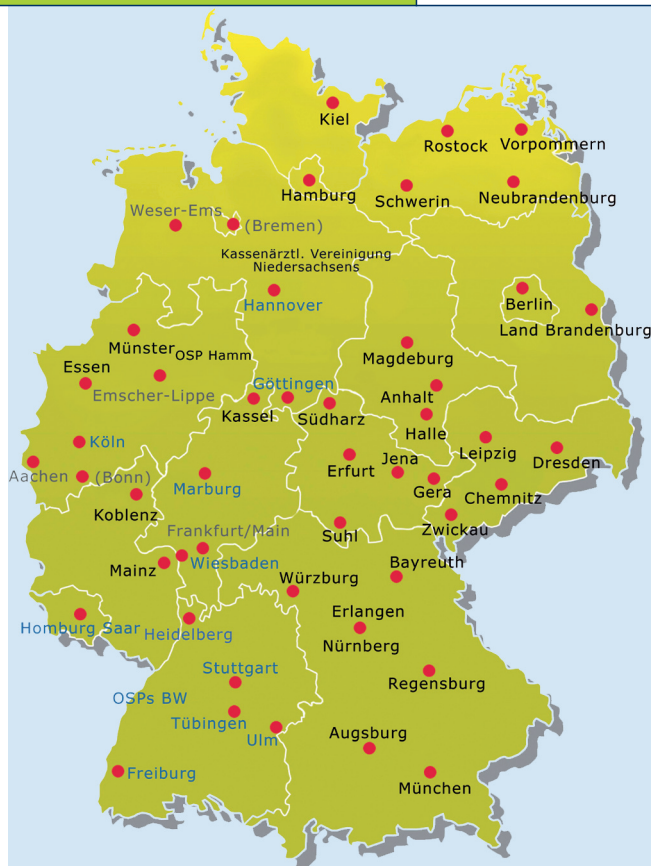 Kiel
Rostock
Vorpommern
Hamburg
Schwerin
Neubrandenburg
Weser-Ems
(Bremen)
Kassenärztl. Vereinigung
Niedersachsens
Hannover
Berlin
Land Brandenburg
Münster
OSP Hamm
Magdeburg
Essen
Emscher-Lippe
Göttingen
Anhalt
Kassel
Südharz
Halle
Köln
Leipzig
Dresden
Aachen
(Bonn)
Marburg
Erfurt
Jena
Gera
Chemnitz
Koblenz
Zwickau
Frankfurt/Main
Suhl
Mainz
Wiesbaden
Bayreuth
Würzburg
Homburg Saar
Heidelberg
Erlangen
Nürnberg
Stuttgart
Regensburg
OSPs BW
Tübingen
Ulm
Augsburg
Freiburg
München